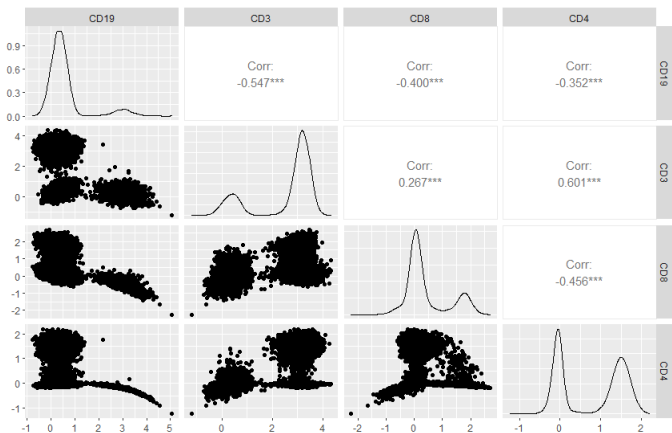 CD19 CD3 CD8 CD4
0.9
0.6
0.3
0.0
Corr:
-0.547***
Corr:
-0.400***
Corr:
-0.352***
CD19
4
2
0
Corr:
0.267***
Corr:
0.601***
CD3
2
1
0
-1
-2
Corr:
-0.456***
CD8
2
1
0
-1
CD4
-1 0 1 2 3 4 5 0 2 4 -2 -1 0 1 2 -1 0 1 2